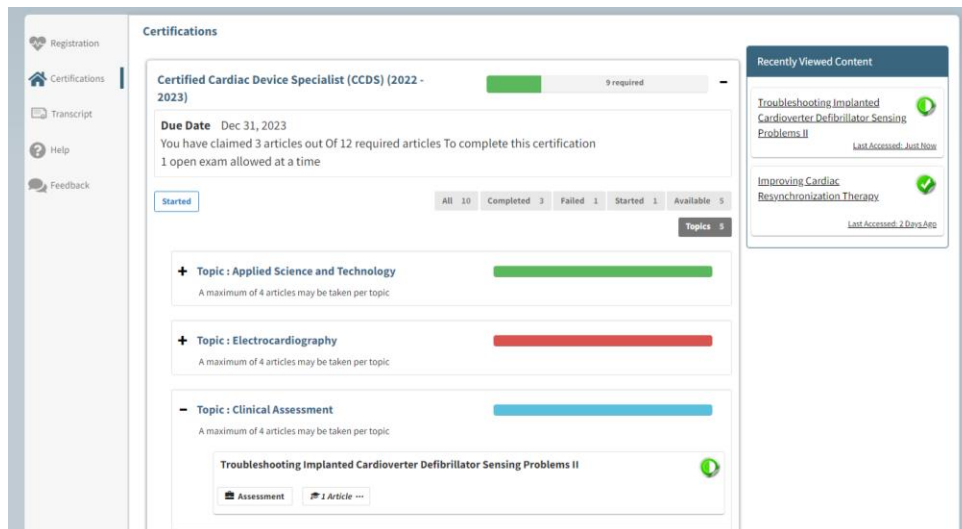 Registration
Certifications
Transcript
Help
Feedback
Certifications
Certified Cardiac Device Specialist (CCDS) (2022 -
2023)
9 required
Due Date Dec 31, 2023
You have claimed 3 articles out Of 12 required articles To complete this certification
1 open exam allowed at a time
Started
All 10 Completed 3 Failed 1 Started 1 Available 5
Topics 5
Topic : Applied Science and Technology
A maximum of 4 articles may be taken per topic
Topic : Electrocardiography
A maximum of 4 articles may be taken per topic
Topic : Clinical Assessment
A maximum of 4 articles may be taken per topic
Troubleshooting Implanted Cardioverter Defibrillator Sensing Problems II
Assessment 1 Article ...
Recently Viewed Content
Troubleshooting Implanted
Cardioverter Defibrillator Sensing
Problems II
Last Accessed: Just Now
Improving Cardiac
Resynchronization Therapy
Last Accessed: 2 Days Ago